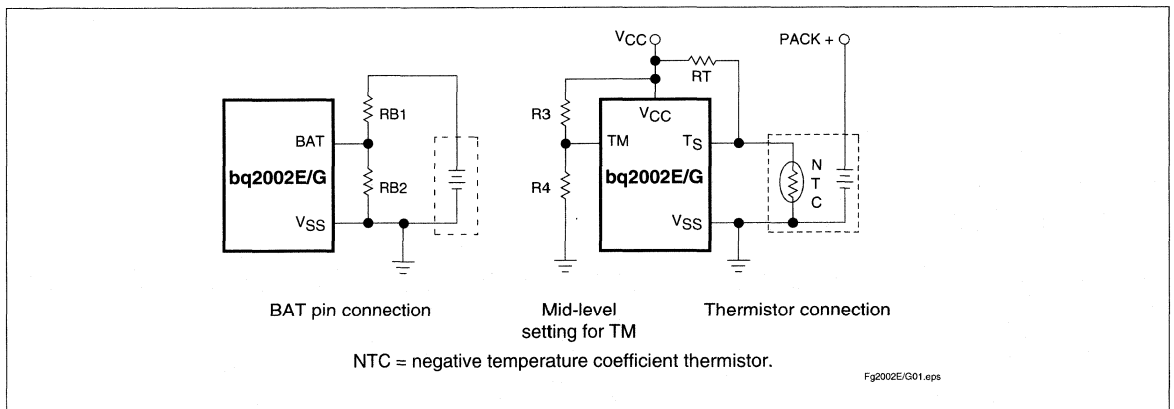 VCC
PACK +
RT
RB1
R3
VCC
BAT
TM
TS
N
T
C
bq2002E/G
bq2002E/G
RB2
R4
VSS
VSS
BAT pin connection
Mid-level
setting for TM
Thermistor connection
NTC = negative temperature coefficient thermistor.
Fg2002E/G01.eps